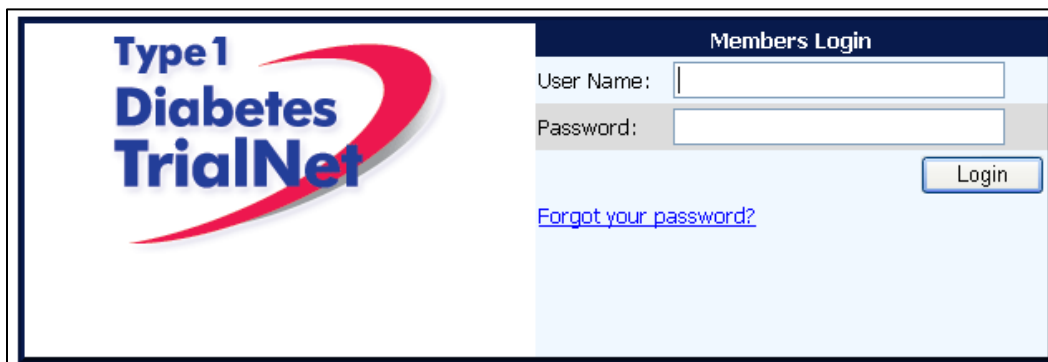 Type 1
Diabetes
TrialNet
Members Login
User Name:
Password:
Login
Forgot your password?